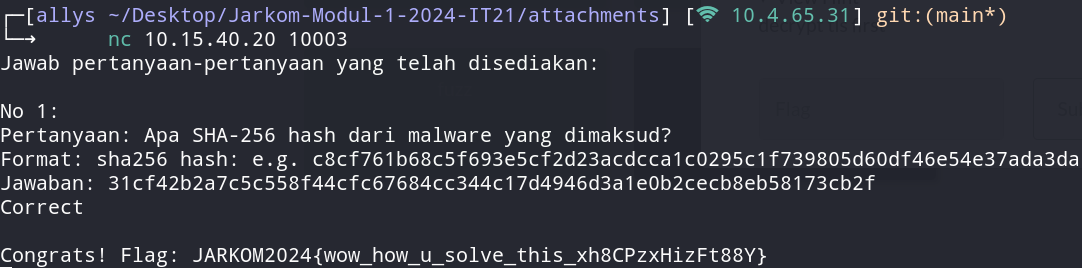 ┌─[allys ~/Desktop/Jarkom-Modul-1-2024-IT21/attachments] [ 10.4.65.31] git:(main*)
└─→ nc 10.15.40.20 10003
Jawab pertanyaan-pertanyaan yang telah disediakan:
No 1:
Pertanyaan: Apa SHA-256 hash dari malware yang dimaksud?
Format: sha256 hash: e.g. c8cf761b68c5f693e5cf2d23acdcca1c0295c1f739805d60df46e54e37ada3da
Jawaban: 31cf42b2a7c5c558f44cfc67684cc344c17d4946d3a1e0b2cecb8eb58173cb2f
Correct
Congrats! Flag: JARKOM2024{wow_how_u_solve_this_xh8CPzxHizFt88Y}